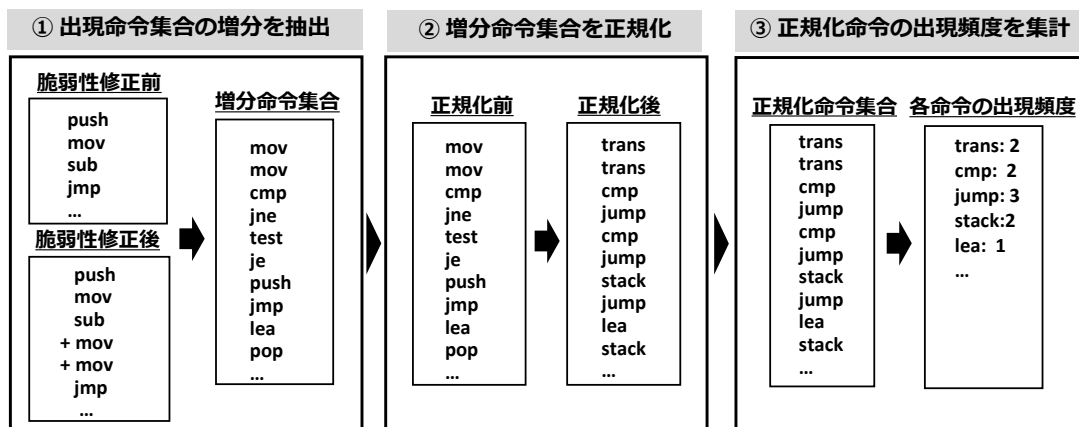 ① 出現命令集合の増分を抽出
脆弱性修正前
push
mov
sub
jmp
…
脆弱性修正後
push
mov
sub
+ mov
+ mov
jmp
…
増分命令集合
mov
mov
cmp
jne
test
je
push
jmp
lea
pop
…
② 増分命令集合を正規化
正規化前
mov
mov
cmp
jne
test
je
push
jmp
lea
pop
…
正規化後
trans
trans
cmp
jump
cmp
jump
stack
jump
lea
stack
…
③ 正規化命令の出現頻度を集計
正規化命令集合
trans
trans
cmp
jump
cmp
jump
stack
jump
lea
stack
…
各命令の出現頻度
trans: 2
cmp: 2
jump: 3
stack:2
lea: 1
…